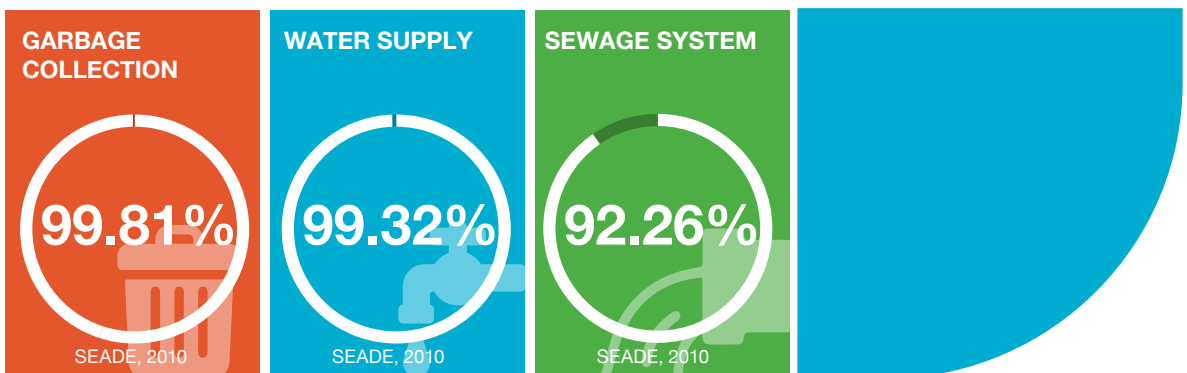 GARBAGE
COLLECTION
99.81%
SEADE, 2010
WATER SUPPLY
99.32%
SEADE, 2010
SEWAGE SYSTEM
92.26%
SEADE, 2010